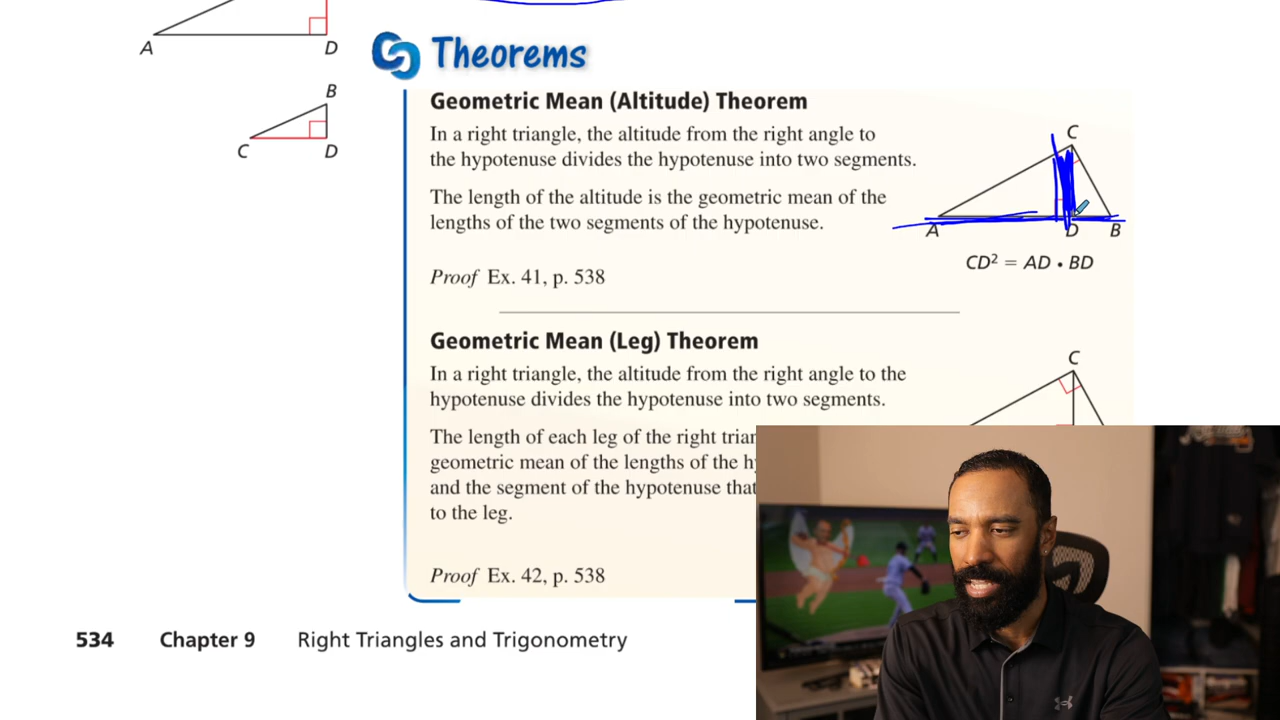 A
D
B
C
D
Theorems
Geometric Mean (Altitude) Theorem
In a right triangle, the altitude from the right angle to
the hypotenuse divides the hypotenuse into two segments.
The length of the altitude is the geometric mean of the
lengths of the two segments of the hypotenuse.
Proof Ex. 41, p. 538
C
A
D
B
CD² = AD • BD
Geometric Mean (Leg) Theorem
In a right triangle, the altitude from the right angle to the
hypotenuse divides the hypotenuse into two segments.
The length of each leg of the right
geometric mean of the lengths of the
and the segment of the hypotenuse that
to the leg.
Proof Ex. 42, p. 538
C
534 Chapter 9 Right Triangles and Trigonometry